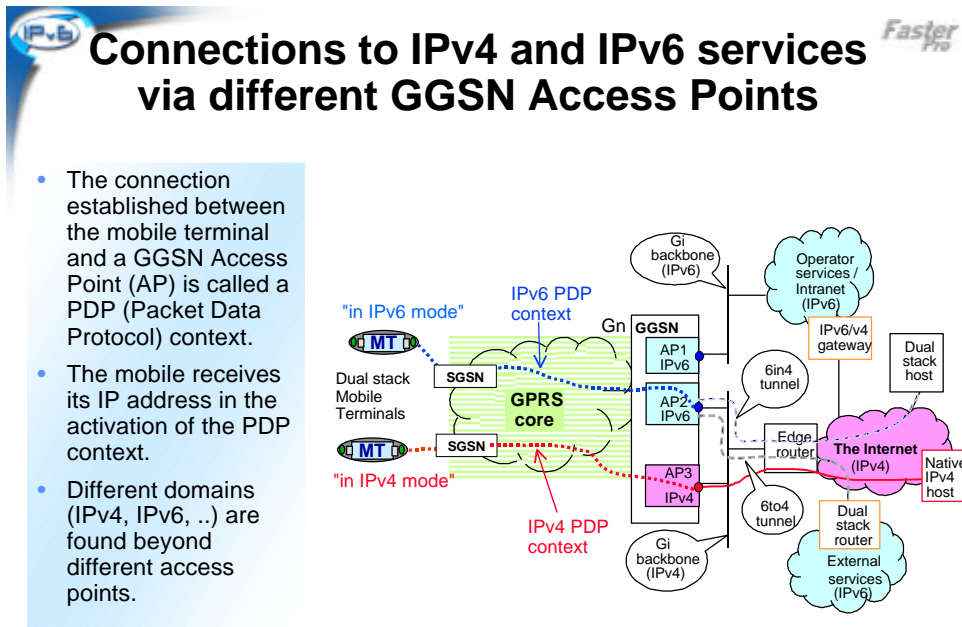 IPv6
Faster
Pro
Connections to IPv4 and IPv6 services
via different GGSN Access Points
• The connection
established between
the mobile terminal
and a GGSN Access
Point (AP) is called a
PDP (Packet Data
Protocol) context.
• The mobile receives
its IP address in the
activation of the PDP
context.
• Different domains
(IPv4, IPv6, ..) are
found beyond
different access
points.
Gi
backbone
(IPv6)
Operator
services /
Intranet
(IPv6)
"in IPv6 mode"
IPv6 PDP
context
MT
Gn
GGSN
IPv6/v4
gateway
Dual
stack
host
AP1
IPv6
SGSN
6in4
tunnel
Dual stack
Mobile
Terminals
GPRS
core
AP2
IPv6
MT
SGSN
Edge
router
The Internet
(IPv4)
"in IPv4 mode"
AP3
IPv4
Native
IPv4
host
IPv4 PDP
context
6to4
tunnel
Dual
stack
router
Gi
backbone
(IPv4)
External
services
(IPv6)